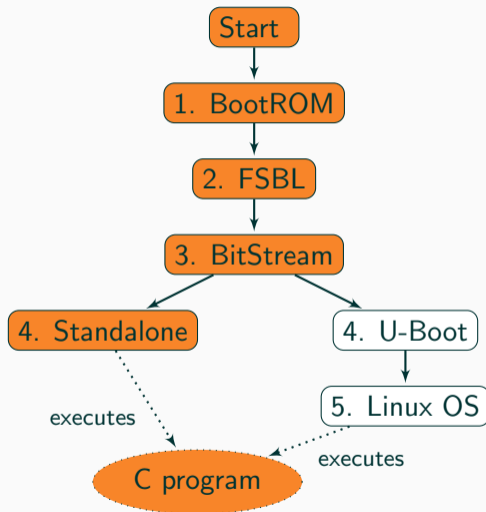 Start
1. BootROM
2. FSBL
3. BitStream
4. Standalone
4. U-Boot
5. Linux OS
executes
executes
C program